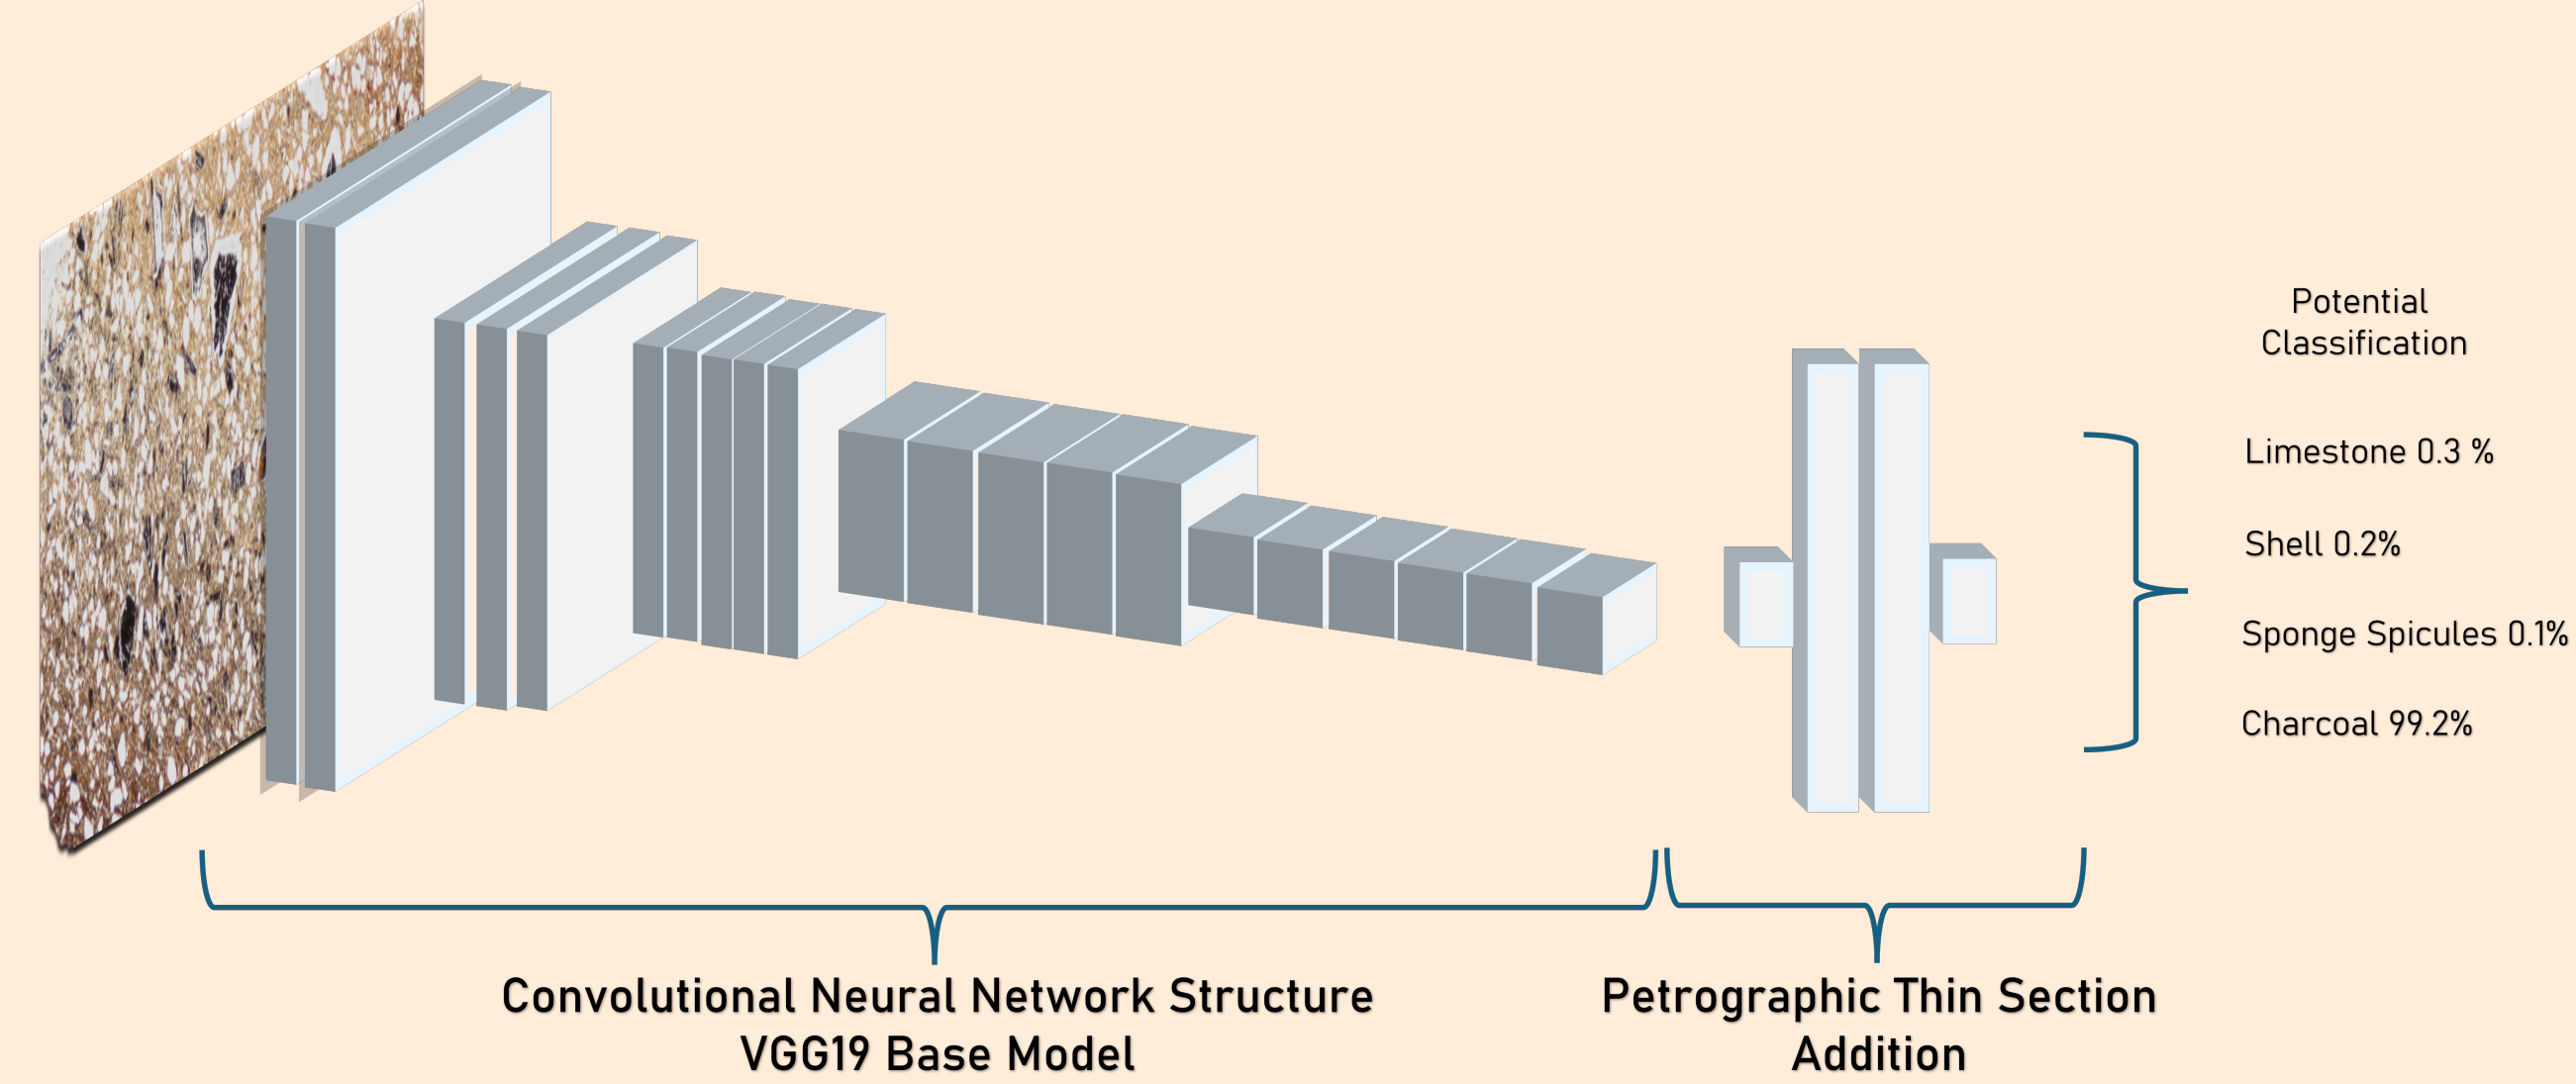 Potential
Classification
Limestone 0.3 %
Shell 0.2%
Sponge Spicules 0.1%
Charcoal 99.2%
Convolutional Neural Network Structure
VGG19 Base Model
Petrographic Thin Section
Addition